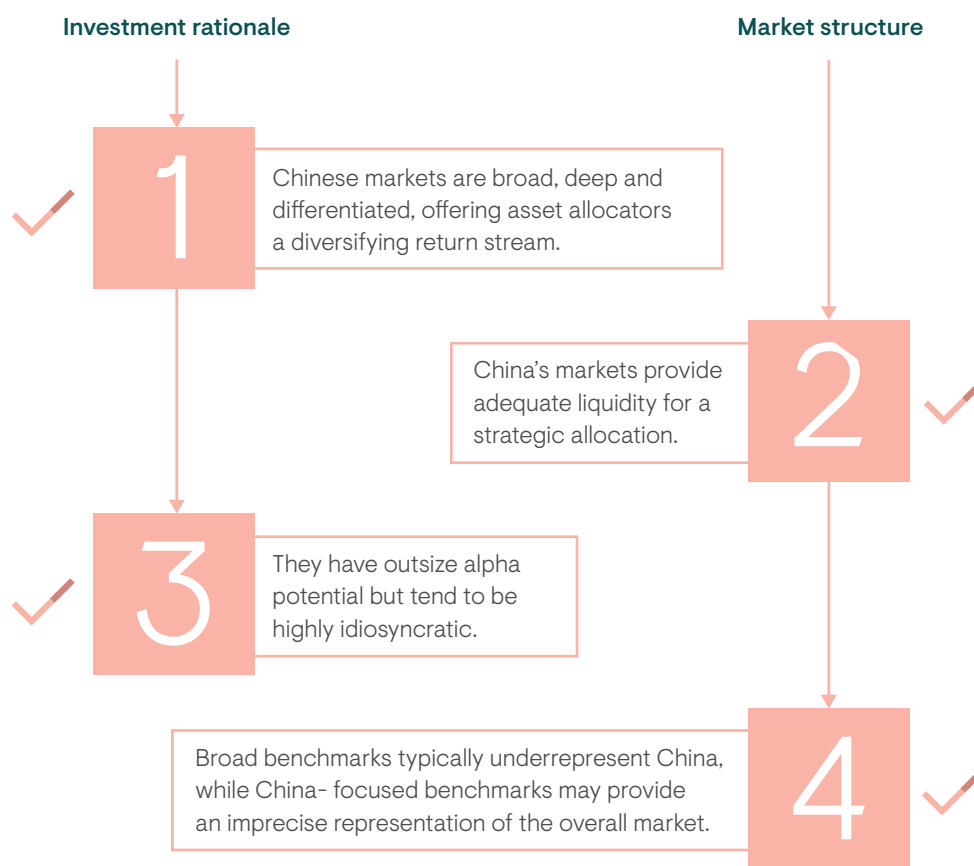 Investment rationale
Market structure
1
Chinese markets are broad, deep and
differentiated, offering asset allocators
a diversifying return stream.
2
China’s markets provide
adequate liquidity for a
strategic allocation.
3
They have outsize alpha
potential but tend to be
highly idiosyncratic.
4
Broad benchmarks typically underrepresent China,
while China- focused benchmarks may provide
an imprecise representation of the overall market.